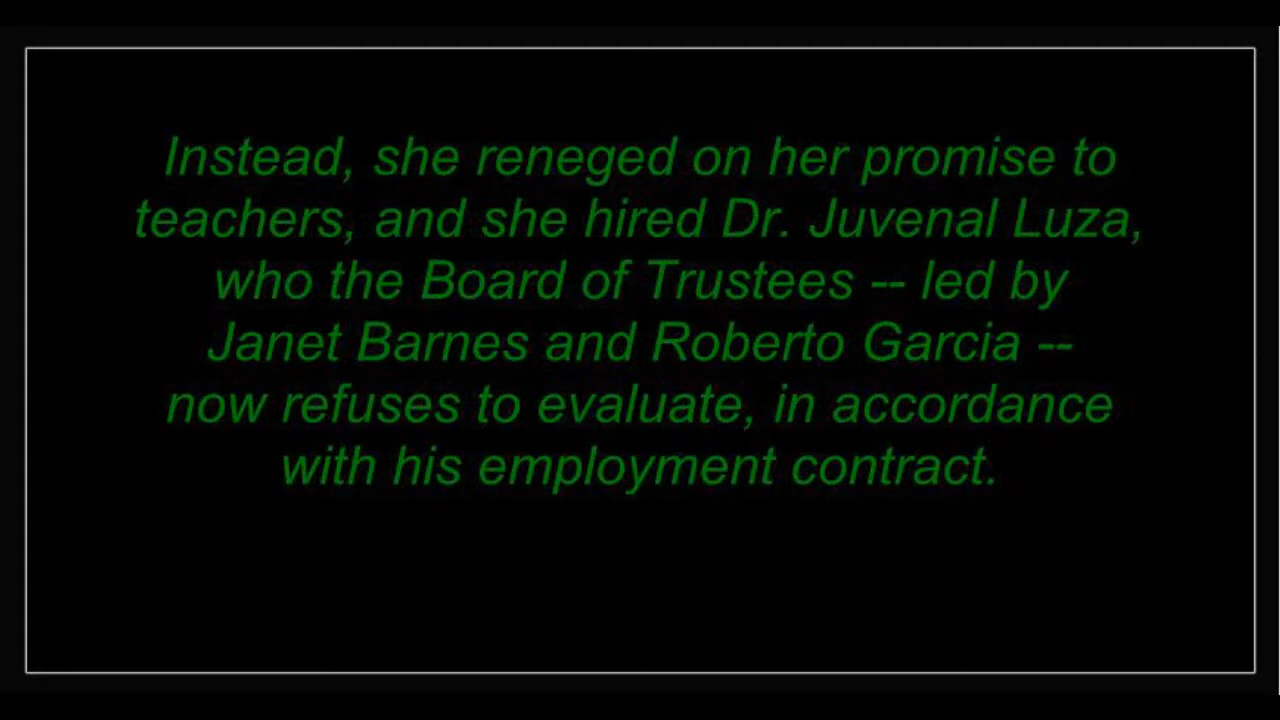 Instead, she reneged on her promise to
teachers, and she hired Dr. Juvenal Luza,
who the Board of Trustees -- led by
Janet Barnes and Roberto Garcia --
now refuses to evaluate, in accordance
with his employment contract.